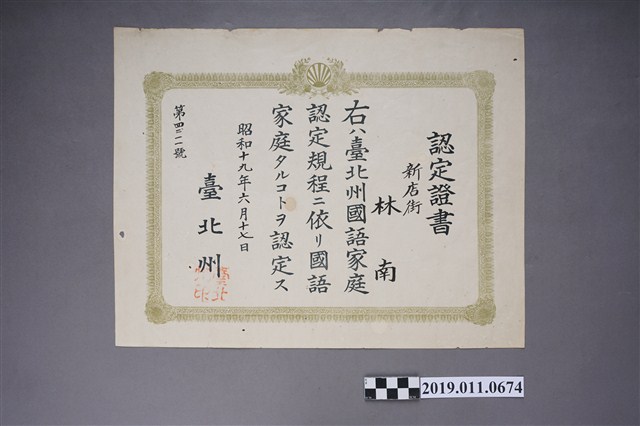 認定證書
新店街
林南
右ハ臺北州國語家庭
認定規程ニ依リ國語
家庭タルコトヲ認定ス
昭和十九年六月十七日
臺北州
第四二一號
2019.011.0674